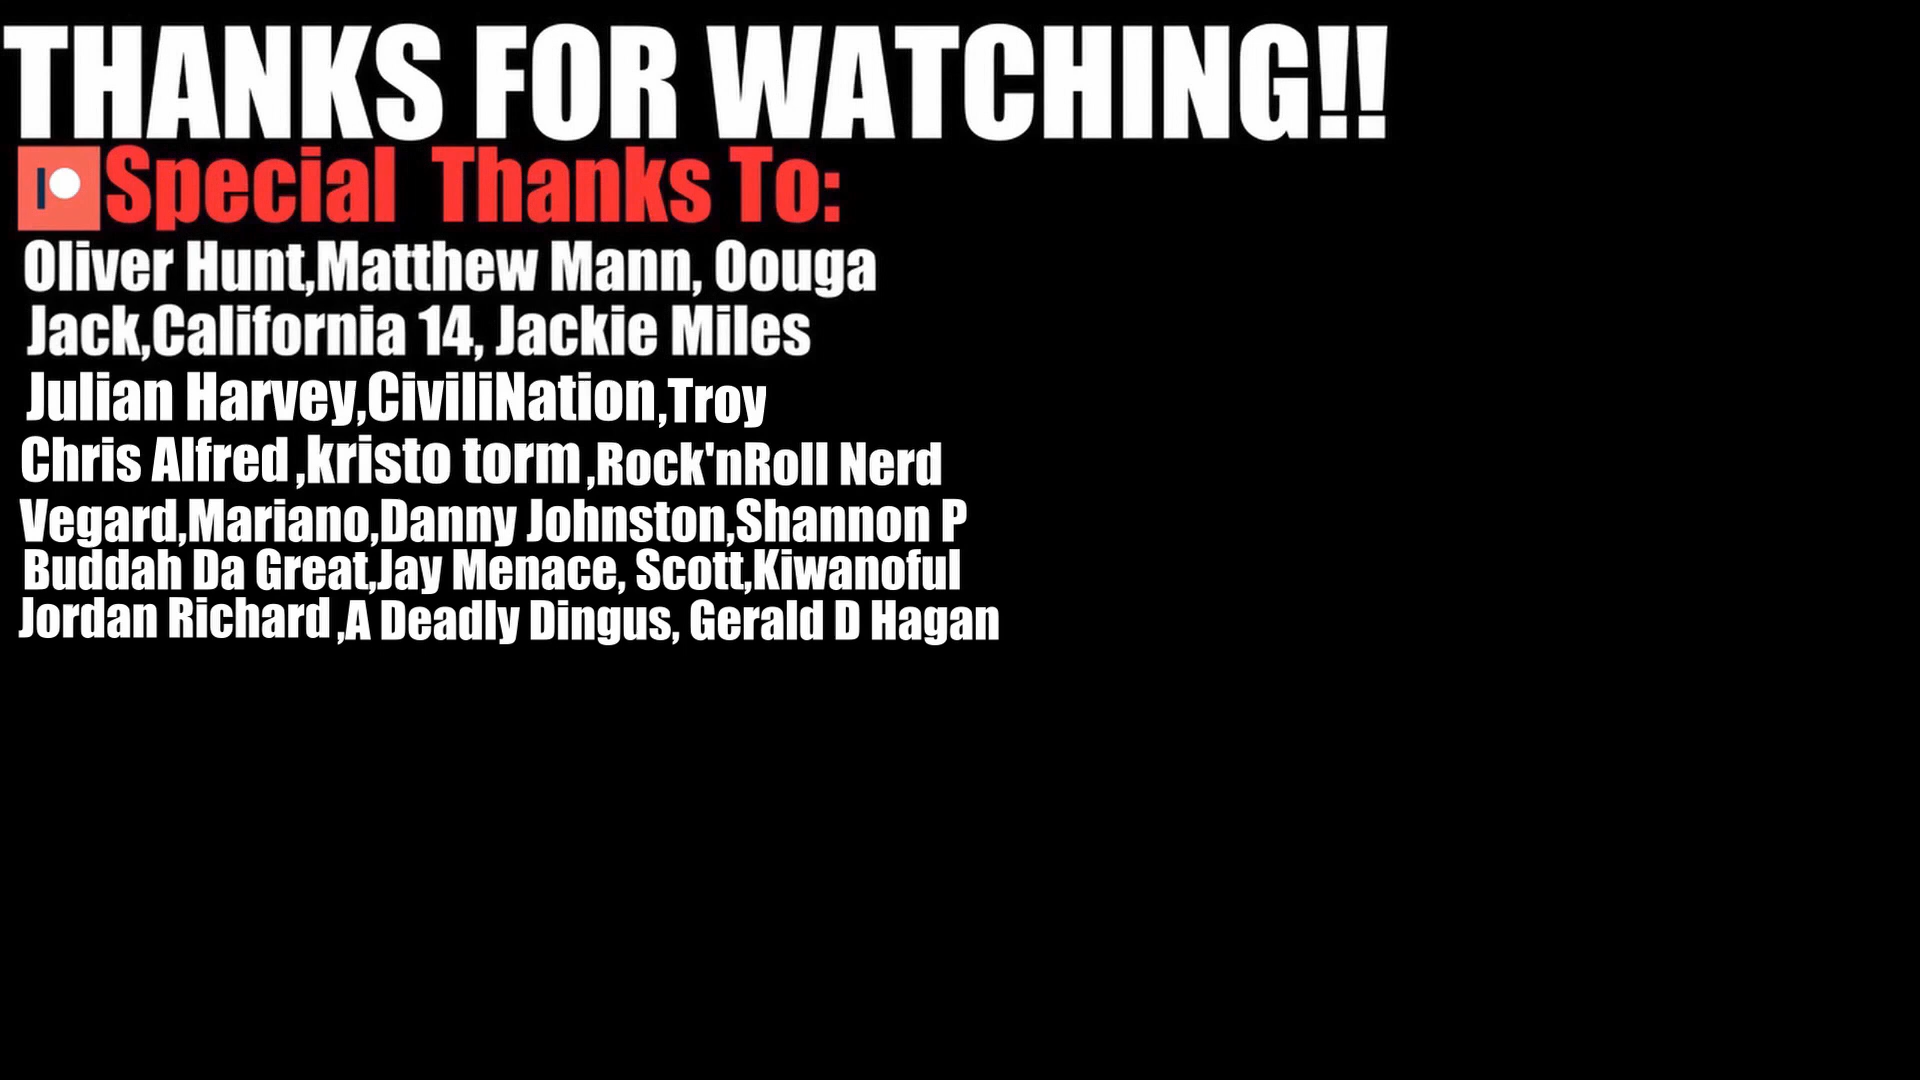 THANKS FOR WATCHING!!
Special Thanks To:
Oliver Hunt,Matthew Mann, Oouga
Jack,California 14, Jackie Miles
Julian Harvey,CiviliNation,Troy
Chris Alfred ,kristo torm ,Rock'nRoll Nerd
Vegard,Mariano,Danny Johnston,Shannon P
Buddah Da Great,Jay Menace, Scott,Kiwanoful
Jordan Richard ,A Deadly Dingus, Gerald D Hagan